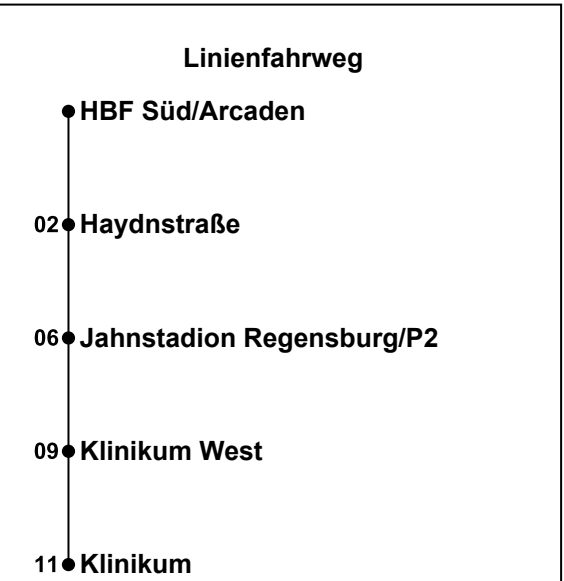 Linienfahrweg
HBF Süd/Arcaden
02 Haydnstraße
06 Jahnstadion Regensburg/P2
09 Klinikum West
11 Klinikum